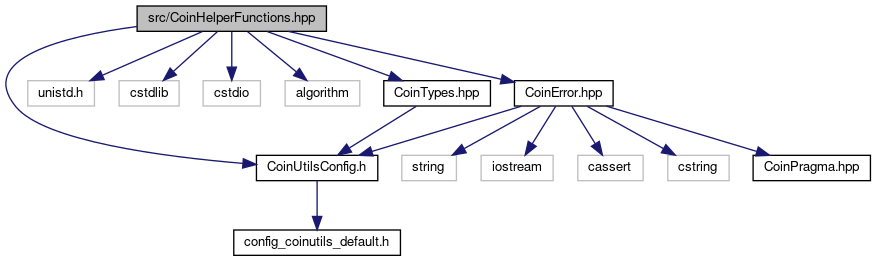 src/CoinHelperFunctions.hpp
unistd.h
cstdlib
cstdio
algorithm
CoinTypes.hpp
CoinError.hpp
CoinUtilsConfig.h
string
iostream
cassert
cstring
CoinPragma.hpp
config_coinutils_default.h